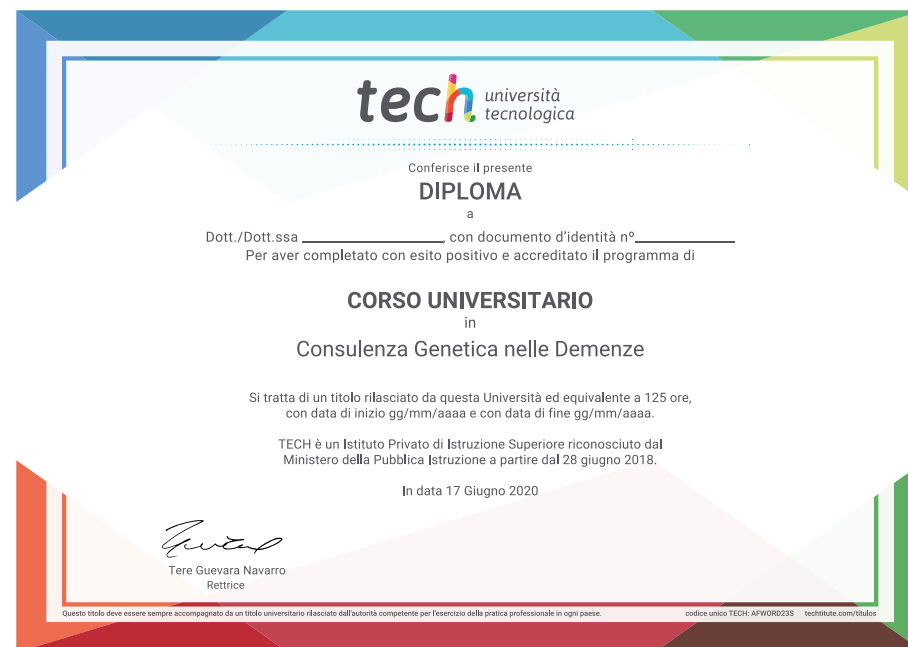 tech università
tecnologica
Conferisce il presente
DIPLOMA
a
Dott./Dott.ssa ____________________, con documento d'identità nº______________
Per aver completato con esito positivo e accreditato il programma di
CORSO UNIVERSITARIO
in
Consulenza Genetica nelle Demenze
Si tratta di un titolo rilasciato da questa Università ed equivalente a 125 ore,
con data di inizio gg/mm/aaaa e con data di fine gg/mm/aaaa.
TECH è un Istituto Privato di Istruzione Superiore riconosciuto dal
Ministero della Pubblica Istruzione a partire dal 28 giugno 2018.
In data 17 Giugno 2020
Tere Guevara Navarro
Rettrice
Questo titolo deve essere sempre accompagnato da un titolo universitario rilasciato dall'autorità competente per l'esercizio della pratica professionale in ogni paese. codice unico TECH: AFWORD23S techtitute.com/títulos